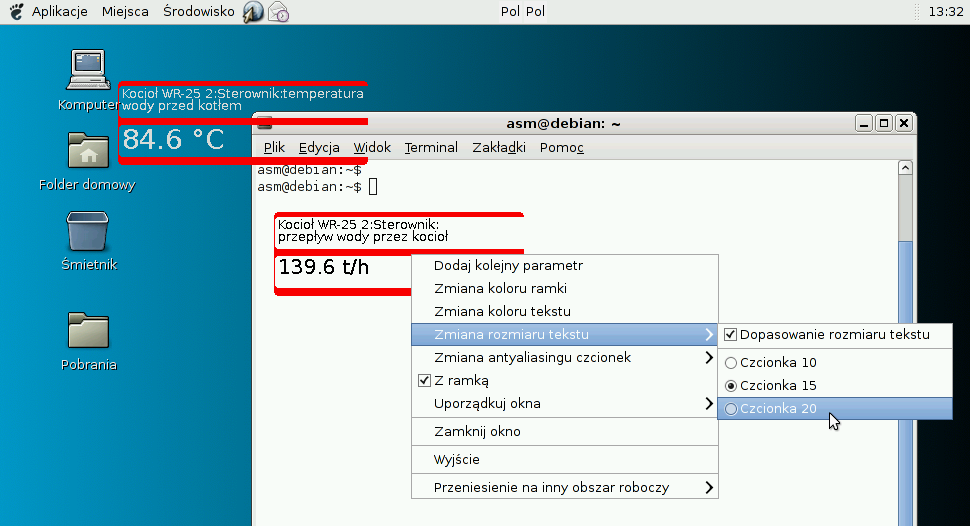 Aplikacje Miejsca Środowisko Pol Pol 13:32
Komputer
Kocioł WR-25 2:Sterownik:temperatura
wody przed kotłem
84.6 °C
Folder domowy
Śmietnik
Pobrania
asm@debian: ~
Plik Edycja Widok Terminal Zakładki Pomoc
asm@debian:~$
asm@debian:~$
Kocioł WR-25 2:Sterownik:
przepływ wody przez kocioł
139.6 t/h
Dodaj kolejny parametr
Zmiana koloru ramki
Zmiana koloru tekstu
Zmiana rozmiaru tekstu
Zmiana antyaliasingu czcionek
Z ramką
Uporządkuj okna
Zamknij okno
Wyjście
Przeniesienie na inny obszar roboczy
Dopasowanie rozmiaru tekstu
Czcionka 10
Czcionka 15
Czcionka 20